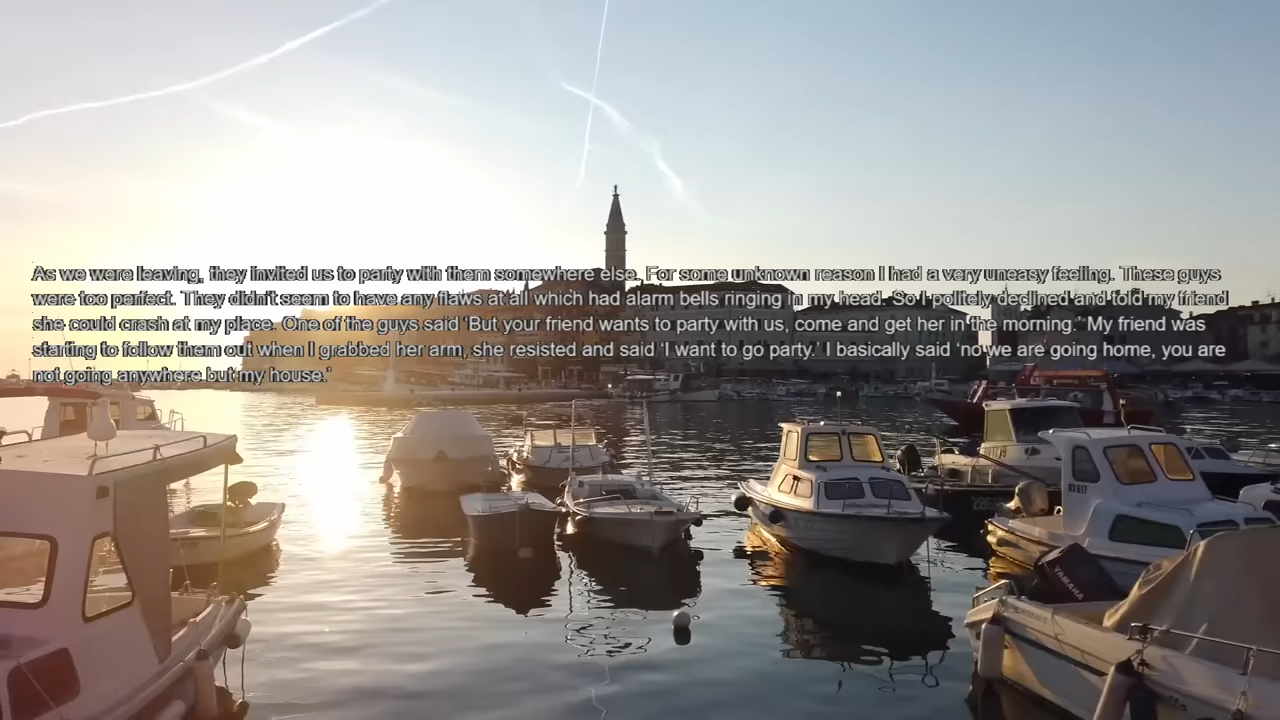 As we were leaving, they invited us to party with them somewhere else. For some unknown reason I had a very uneasy feeling. These guys
were too perfect. They didn't seem to have any flaws at all which had alarm bells ringing in my head. So I politely declined and told my friend
she could crash at my place. One of the guys said 'But your friend wants to party with us, come and get her in the morning.' My friend was
starting to follow them out when I grabbed her arm, she resisted and said 'I want to go party.' I basically said 'no we are going home, you are
not going anywhere but my house.'
RV 617
YAMAHA